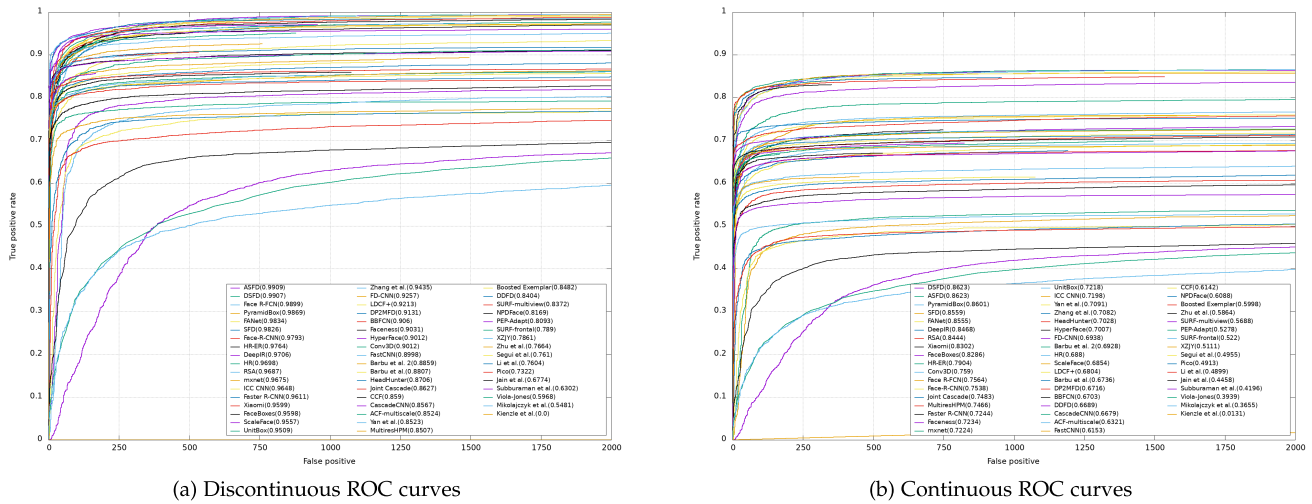 1
0.9
0.8
0.7
0.6
0.5
0.4
0.3
0.2
0.1
0
True positive rate
0 250 500 750 1000 1250 1500 1750 2000
False positive
ASFD(0.9909)
DSFD(0.9907)
Face R-FCN(0.9899)
PyramidBox(0.9869)
FAN(0.9834)
SFD(0.9826)
Face-R-CNN(0.9793)
HR-ER(0.9764)
DeepIR(0.9706)
HR(0.9698)
RSA(0.9687)
mxnet(0.9675)
ICC CNN(0.9648)
Faster R-CNN(0.9611)
Xiaomi(0.9599)
FaceBoxes(0.9598)
ScaleFace(0.9557)
UnitBox(0.9509)
Zhang et al.(0.9435)
FD-CNN(0.9257)
LDCF+(0.9213)
DP2MFD(0.9131)
BBFCN(0.906)
Faceness(0.9031)
HyperFace(0.9012)
Conv3D(0.9012)
FastCNN(0.8998)
Barbu et al. 2(0.8859)
Barbu et al.(0.8807)
HeadHunter(0.8706)
Joint Cascade(0.8627)
CCF(0.859)
CascadeCNN(0.8567)
ACF-multiscale(0.8524)
Yan et al.(0.8523)
MultiresHPM(0.8507)
Boosted Exemplar(0.8482)
DDFD(0.8404)
SURF-multiview(0.8372)
NPDFace(0.8169)
PEP-Adapt(0.8093)
SURF-frontal(0.789)
XZJY(0.7861)
Zhu et al.(0.7664)
Segui et al.(0.761)
Li et al.(0.7604)
Pico(0.7322)
Jain et al.(0.6774)
Subburaman et al.(0.6302)
Viola-Jones(0.5968)
Mikolajczyk et al.(0.5481)
Kienzle et al.(0.0)
(a) Discontinuous ROC curves
1
0.9
0.8
0.7
0.6
0.5
0.4
0.3
0.2
0.1
0
True positive rate
0 250 500 750 1000 1250 1500 1750 2000
False positive
DSFD(0.8623)
ASFD(0.8623)
PyramidBox(0.8601)
SFD(0.8559)
FAN(0.8555)
DeepIR(0.8468)
RSA(0.8444)
Xiaomi(0.8302)
FaceBoxes(0.8286)
HR-ER(0.7904)
Conv3D(0.759)
Face R-FCN(0.7564)
Face-R-CNN(0.7538)
Joint Cascade(0.7483)
MultiresHPM(0.7466)
Faster R-CNN(0.7244)
Faceness(0.7234)
mxnet(0.7224)
UnitBox(0.7218)
ICC CNN(0.7198)
Yan et al.(0.7091)
Zhang et al.(0.7082)
HeadHunter(0.7028)
HyperFace(0.7007)
FD-CNN(0.6938)
Barbu et al. 2(0.6928)
HR(0.688)
ScaleFace(0.6854)
LDCF+(0.6804)
Barbu et al.(0.6736)
DP2MFD(0.6716)
BBFCN(0.6703)
DDFD(0.6689)
CascadeCNN(0.6679)
ACF-multiscale(0.6321)
FastCNN(0.6153)
CCF(0.6142)
NPDFace(0.6088)
Boosted Exemplar(0.5998)
Zhu et al.(0.5864)
SURF-multiview(0.5688)
PEP-Adapt(0.5278)
SURF-frontal(0.522)
XZJY(0.5111)
Segui et al.(0.4955)
Pico(0.4913)
Li et al.(0.4899)
Jain et al.(0.4458)
Subburaman et al.(0.4196)
Viola-Jones(0.3939)
Mikolajczyk et al.(0.3655)
Kienzle et al.(0.0131)
(b) Continuous ROC curves